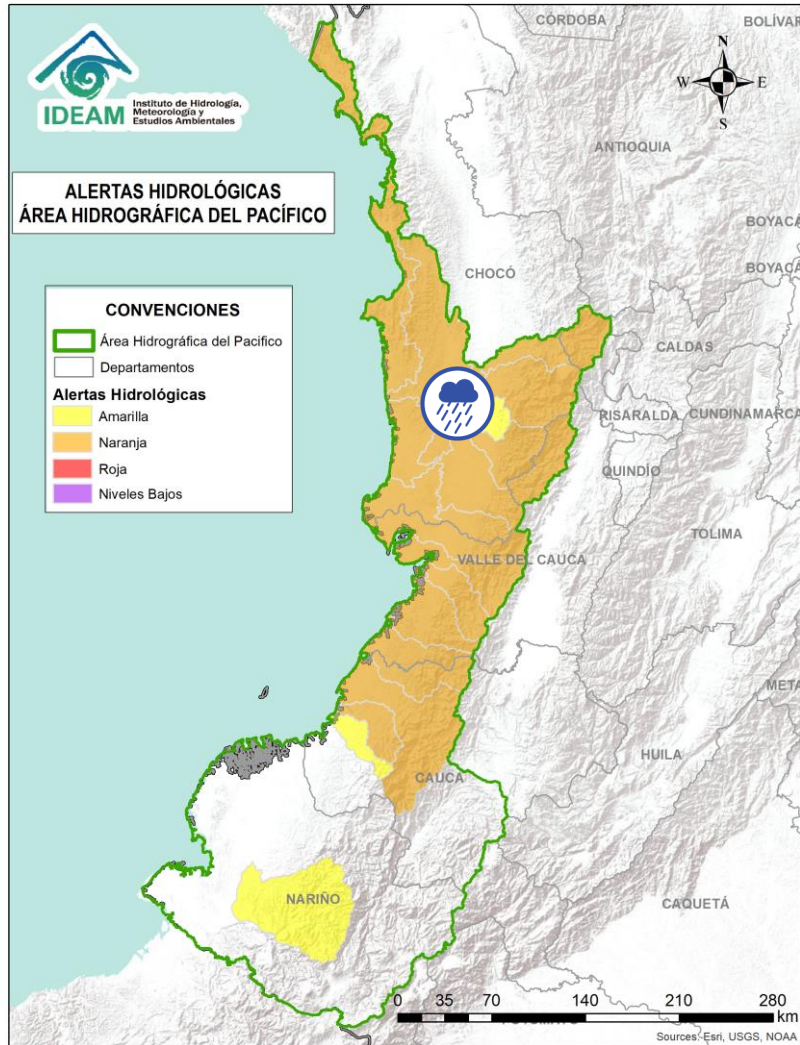 IDEAM
Instituto de Hidrología,
Meteorología y
Estudios Ambientales
ALERTAS HIDROLÓGICAS
ÁREA HIDROGRÁFICA DEL PACÍFICO
CONVENCIONES
Área Hidrográfica del Pacifico
Departamentos
Alertas Hidrológicas
Amarilla
Naranja
Roja
Niveles Bajos
N
W E
S
CÓRDOBA
BOLÍVAR
ANTIOQUIA
BOYACÁ
BOYACÁ
CHOCÓ
CALDAS
RISARALDA
CUNDINAMARCA
QUINDÍO
TOLIMA
VALLE DEL CAUCA
META
HUILA
CAUCA
NARIÑO
CAQUETÁ
0 35 70 140 210 280
km
Sources: Esri, USGS, NOAA